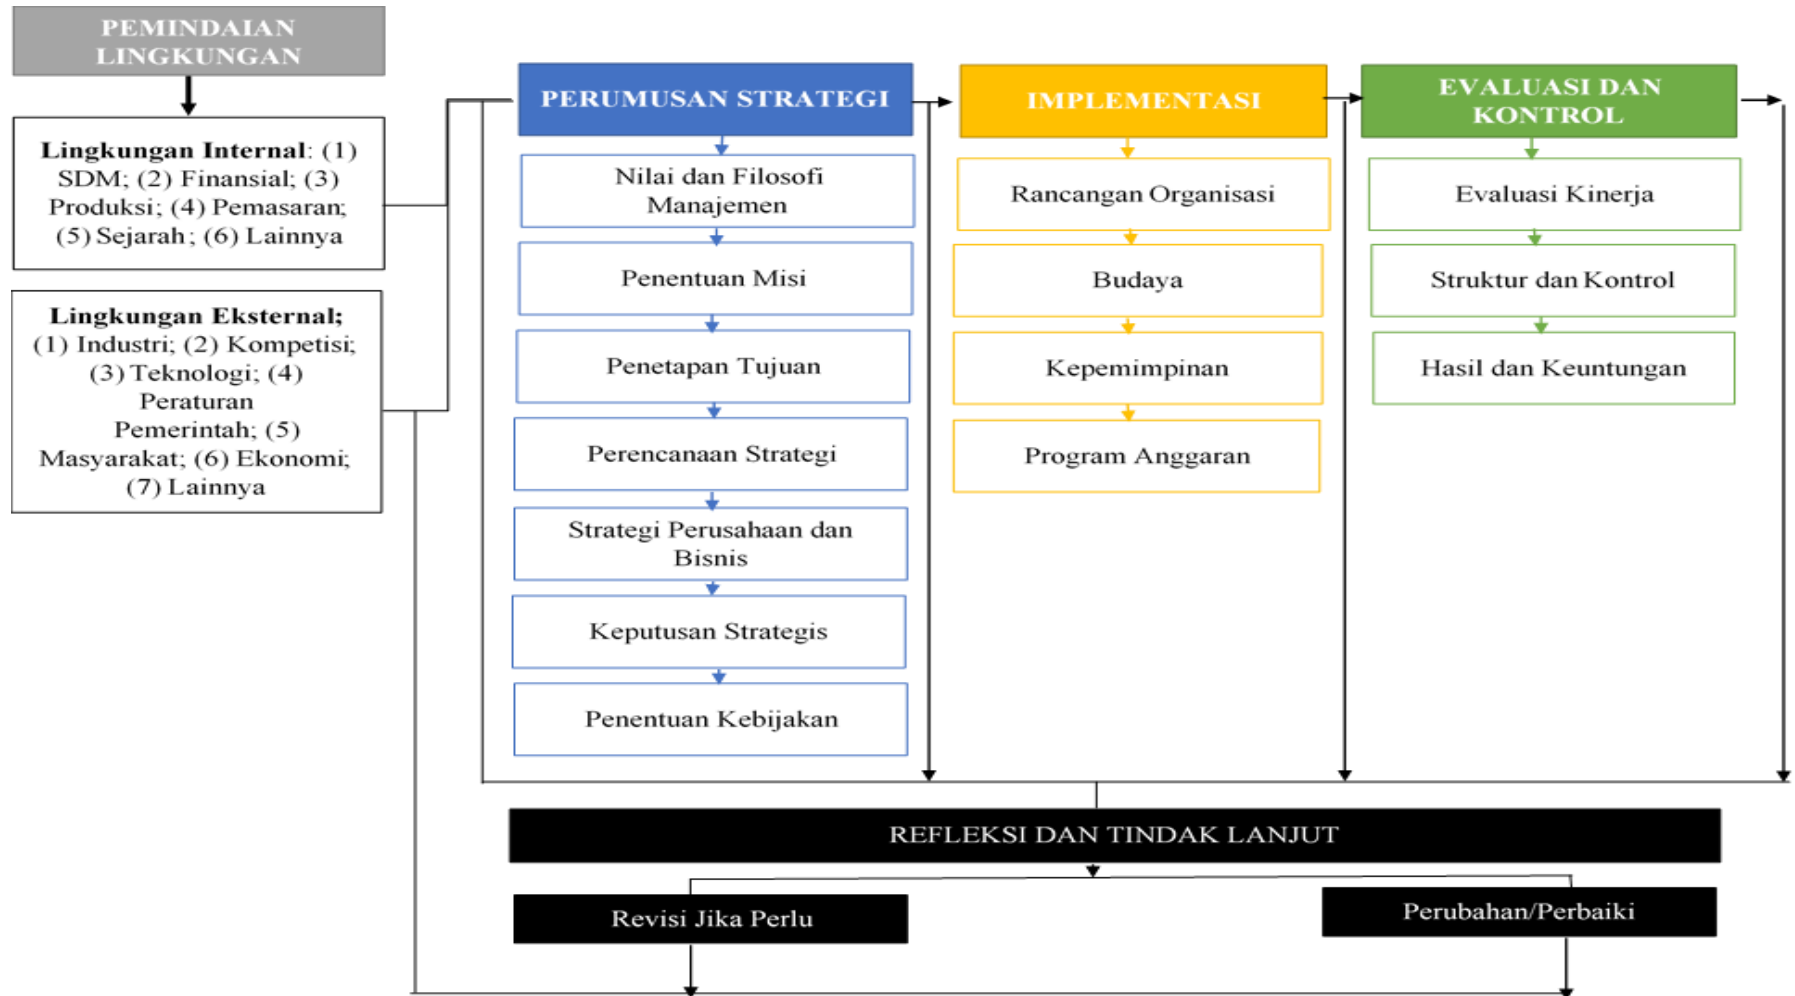 PEMINDAIAN
LINGKUNGAN
Lingkungan Internal: (1)
SDM; (2) Finansial; (3)
Produksi; (4) Pemasaran;
(5) Sejarah; (6) Lainnya
Lingkungan Eksternal;
(1) Industri; (2) Kompetisi;
(3) Teknologi; (4)
Peraturan
Pemerintah; (5)
Masyarakat; (6) Ekonomi;
(7) Lainnya
PERUMUSAN STRATEGI
Nilai dan Filosofi
Manajemen
Penentuan Misi
Penetapan Tujuan
Perencanaan Strategi
Strategi Perusahaan dan
Bisnis
Keputusan Strategis
Penentuan Kebijakan
IMPLEMENTASI
Rancangan Organisasi
Budaya
Kepemimpinan
Program Anggaran
EVALUASI DAN
KONTROL
Evaluasi Kinerja
Struktur dan Kontrol
Hasil dan Keuntungan
REFLEKSI DAN TINDAK LANJUT
Revisi Jika Perlu
Perubahan/Perbaiki